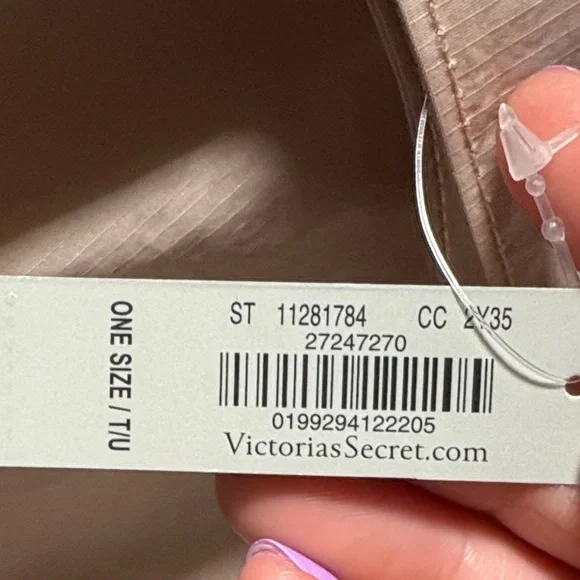 ST 11281784 CC 2Y35
27247270
0199294122205
VictoriasSecret.com
ONE SIZE / T/U